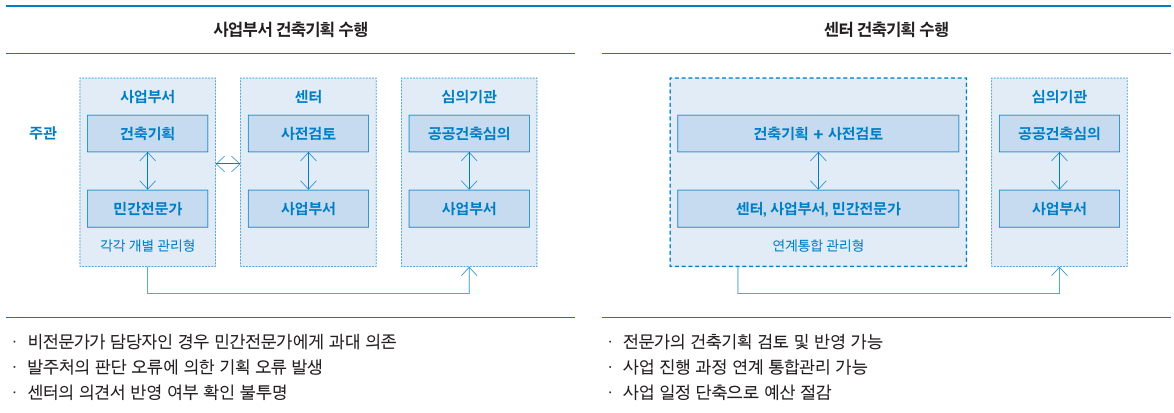 사업부서 건축기획 수행
주관
사업부서
건축기획
민간전문가
각각 개별 관리형
센터
사전검토
사업부서
심의기관
공공건축심의
사업부서
· 비전문가가 담당자인 경우 민간전문가에게 과대 의존
· 발주처의 판단 오류에 의한 기획 오류 발생
· 센터의 의견서 반영 여부 확인 불투명
센터 건축기획 수행
건축기획 + 사전검토
센터, 사업부서, 민간전문가
연계통합 관리형
심의기관
공공건축심의
사업부서
· 전문가의 건축기획 검토 및 반영 가능
· 사업 진행 과정 연계 통합관리 가능
· 사업 일정 단축으로 예산 절감